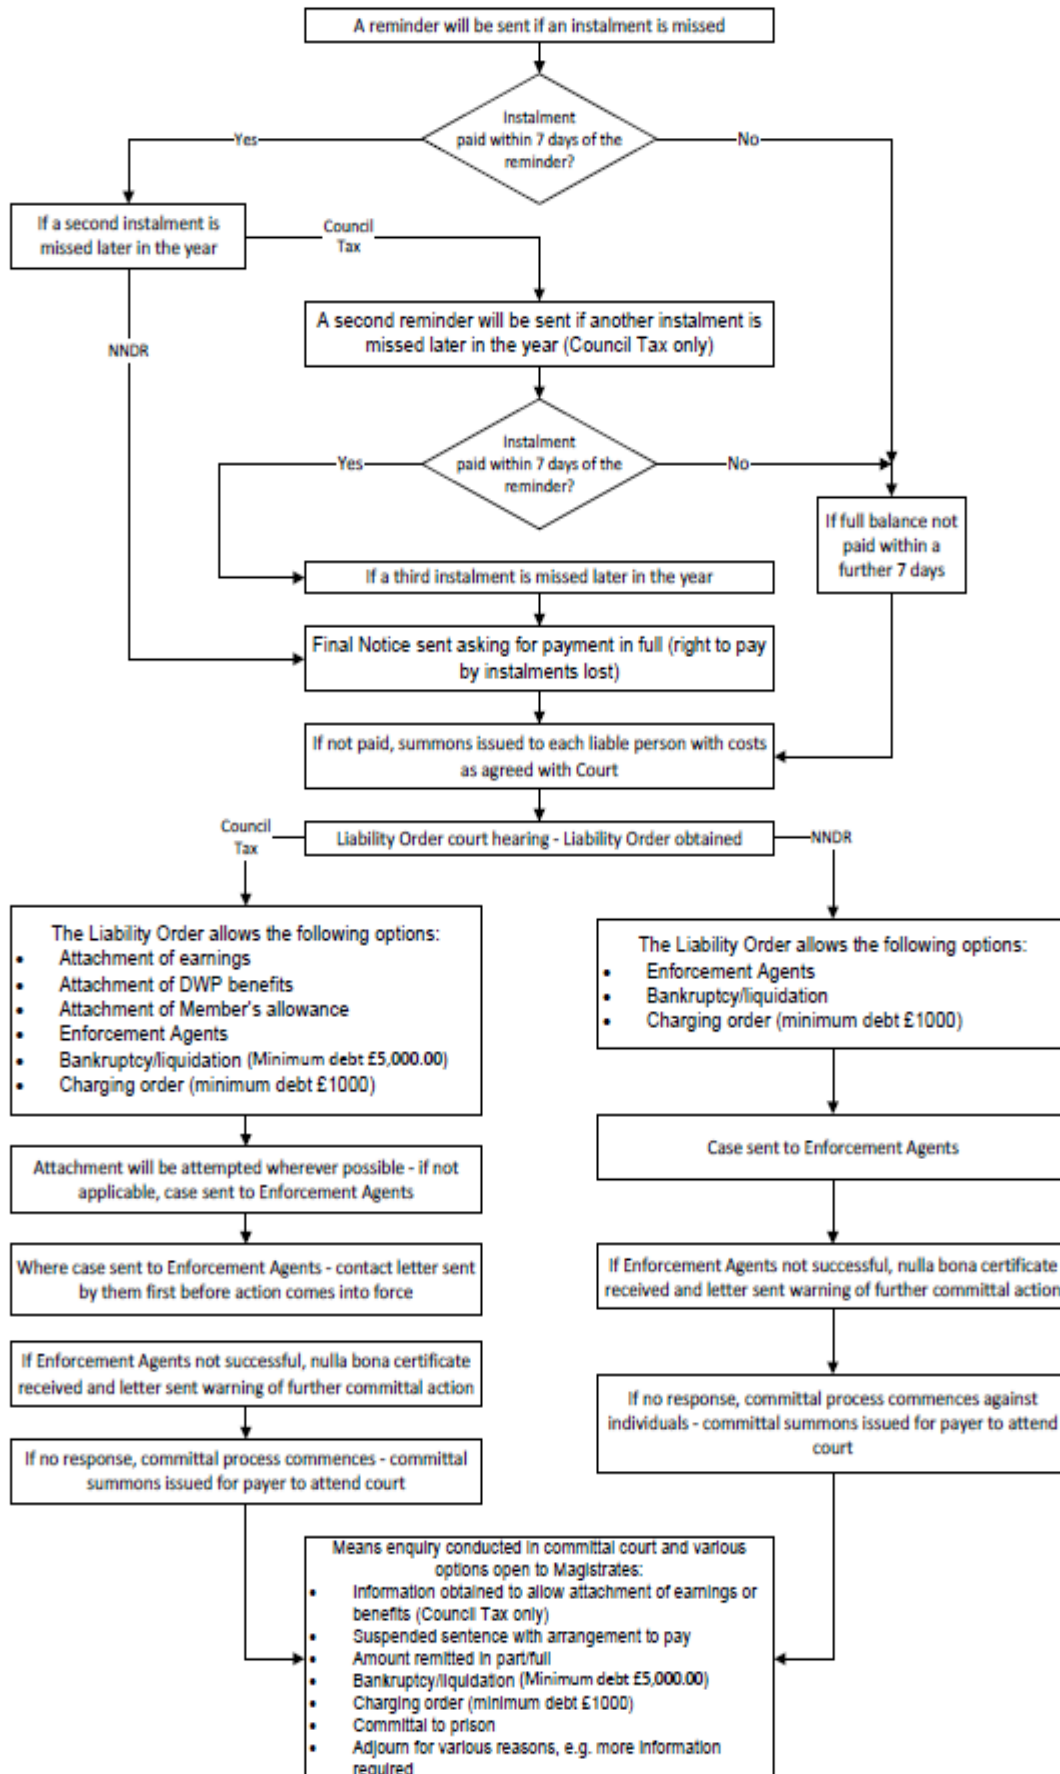 A reminder will be sent if an instalment is missed
Instalment
paid within 7 days of the
reminder?
Yes
No
If a second instalment is
missed later in the year
Council
Tax
NNDR
A second reminder will be sent if another instalment is
missed later in the year (Council Tax only)
Instalment
paid within 7 days of the
reminder?
Yes
No
If full balance not
paid within a
further 7 days
If a third instalment is missed later in the year
Final Notice sent asking for payment in full (right to pay
by instalments lost)
If not paid, summons issued to each liable person with costs
as agreed with Court
Liability Order court hearing - Liability Order obtained
Council
Tax
NNDR
The Liability Order allows the following options:
• Attachment of earnings
• Attachment of DWP benefits
• Attachment of Member's allowance
• Enforcement Agents
• Bankruptcy/liquidation (Minimum debt £5,000.00)
• Charging order (minimum debt £1000)
The Liability Order allows the following options:
• Enforcement Agents
• Bankruptcy/liquidation
• Charging order (minimum debt £1000)
Attachment will be attempted wherever possible - if not
applicable, case sent to Enforcement Agents
Case sent to Enforcement Agents
Where case sent to Enforcement Agents - contact letter sent
by them first before action comes into force
If Enforcement Agents not successful, nulla bona certificate
received and letter sent warning of further committal action
If Enforcement Agents not successful, nulla bona certificate
received and letter sent warning of further committal action
If no response, committal process commences - committal
summons issued for payer to attend court
If no response, committal process commences against
individuals - committal summons issued for payer to attend
court
Means enquiry conducted in committal court and various
options open to Magistrates:
• Information obtained to allow attachment of earnings or
benefits (Council Tax only)
• Suspended sentence with arrangement to pay
• Amount remitted in part/full
• Bankruptcy/liquidation (Minimum debt £5,000.00)
• Charging order (minimum debt £1000)
• Committal to prison
• Adjourn for various reasons, e.g. more information
required